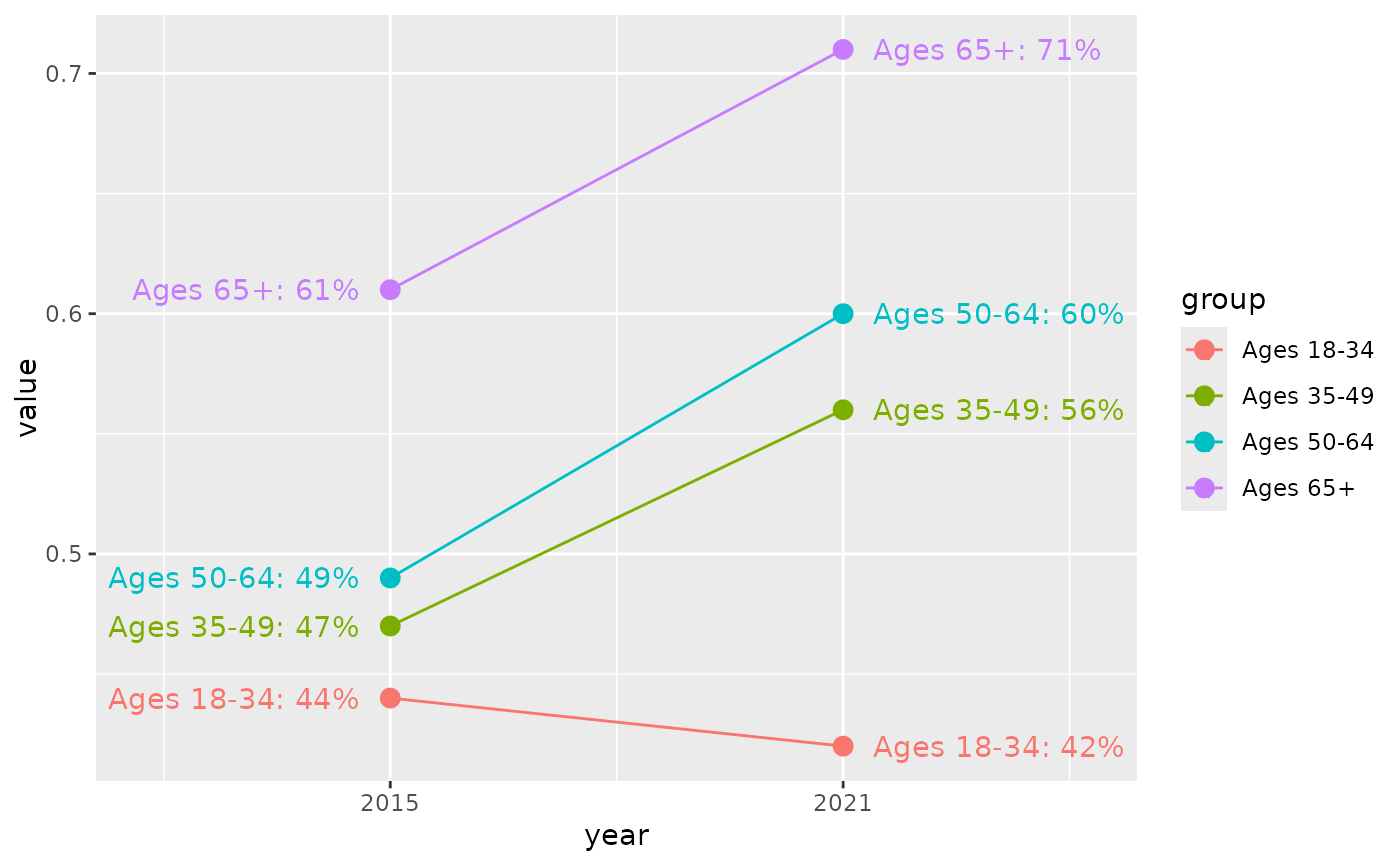 0.7
0.6
0.5
value
Ages 65+: 71%
Ages 65+: 61%
Ages 50-64: 60%
Ages 35-49: 56%
Ages 50-64: 49%
Ages 35-49: 47%
Ages 18-34: 44%
Ages 18-34: 42%
2015
2021
year
group
Ages 18-34
Ages 35-49
Ages 50-64
Ages 65+